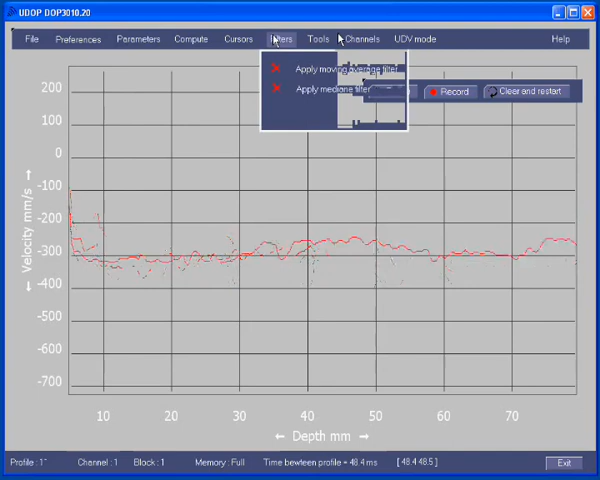 UDOP DOP3010.20
File Preferences Parameters Compute Cursors Filters Tools Channels UDV mode Help
Apply moving average filter
Apply mediane filter
Record Clear and restart
200
100
0
-100
-200
-300
-400
-500
-600
-700
← Velocity mm/s →
10 20 30 40 50 60 70
← Depth mm →
Profile : 1 Channel : 1 Block : 1 Memory: Full Time bewteen profile = 48.4 ms [ 48.4 48.5 ] Exit